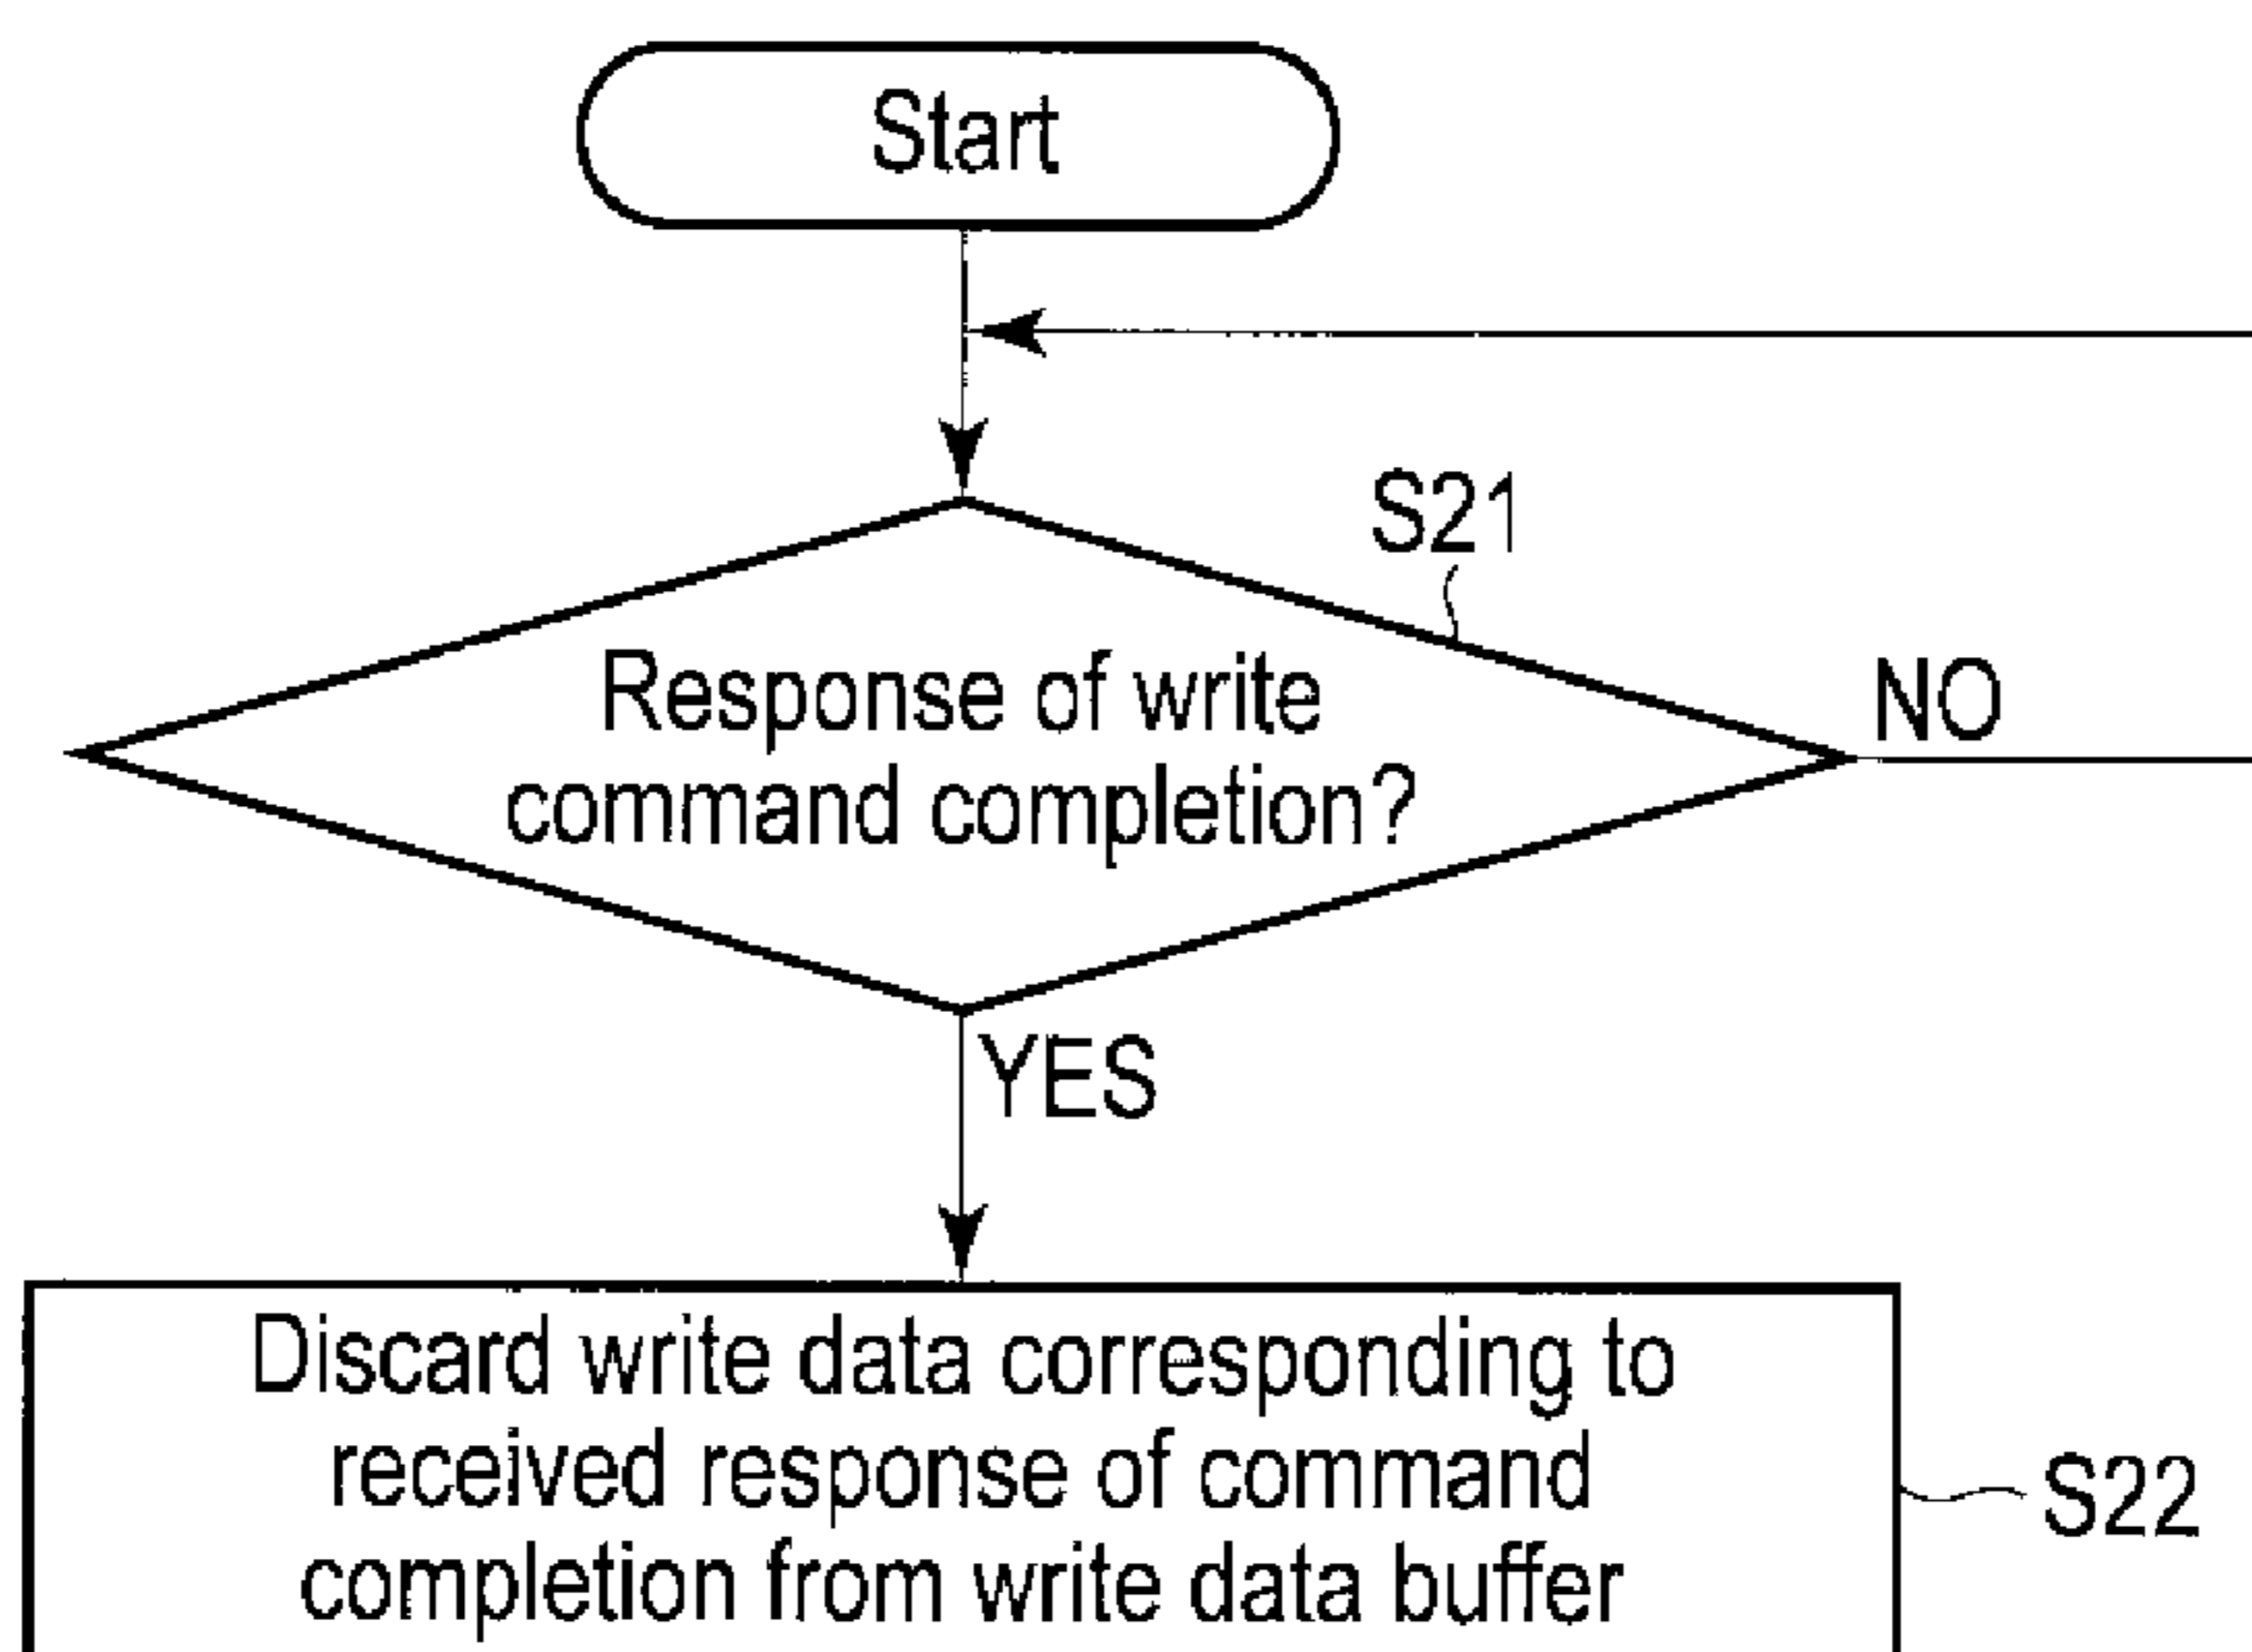 Start
S21
Response of write
command completion?
NO
YES
Discard write data corresponding to
received response of command
completion from write data buffer
S22